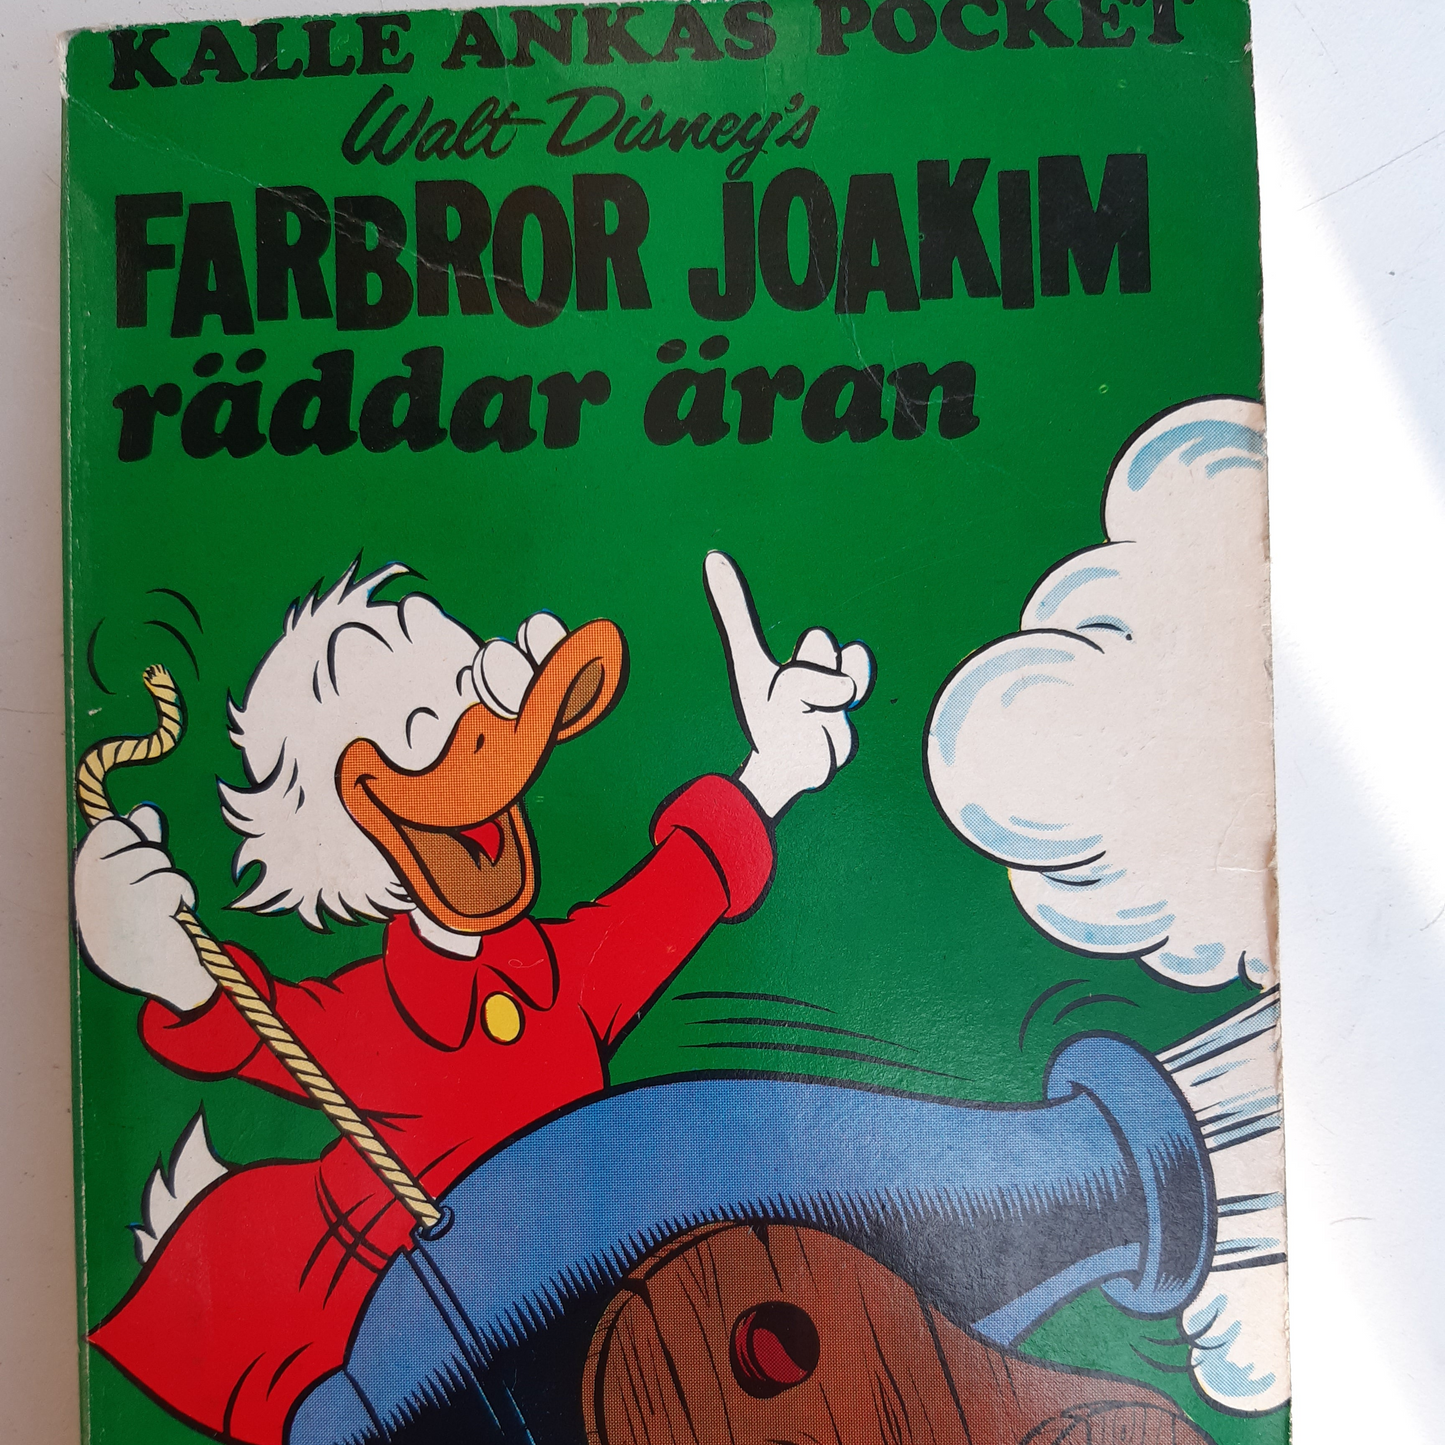 KALLE ANKAS POCKET
Walt Disney's
FARBROR JOAKIM
räddar äran